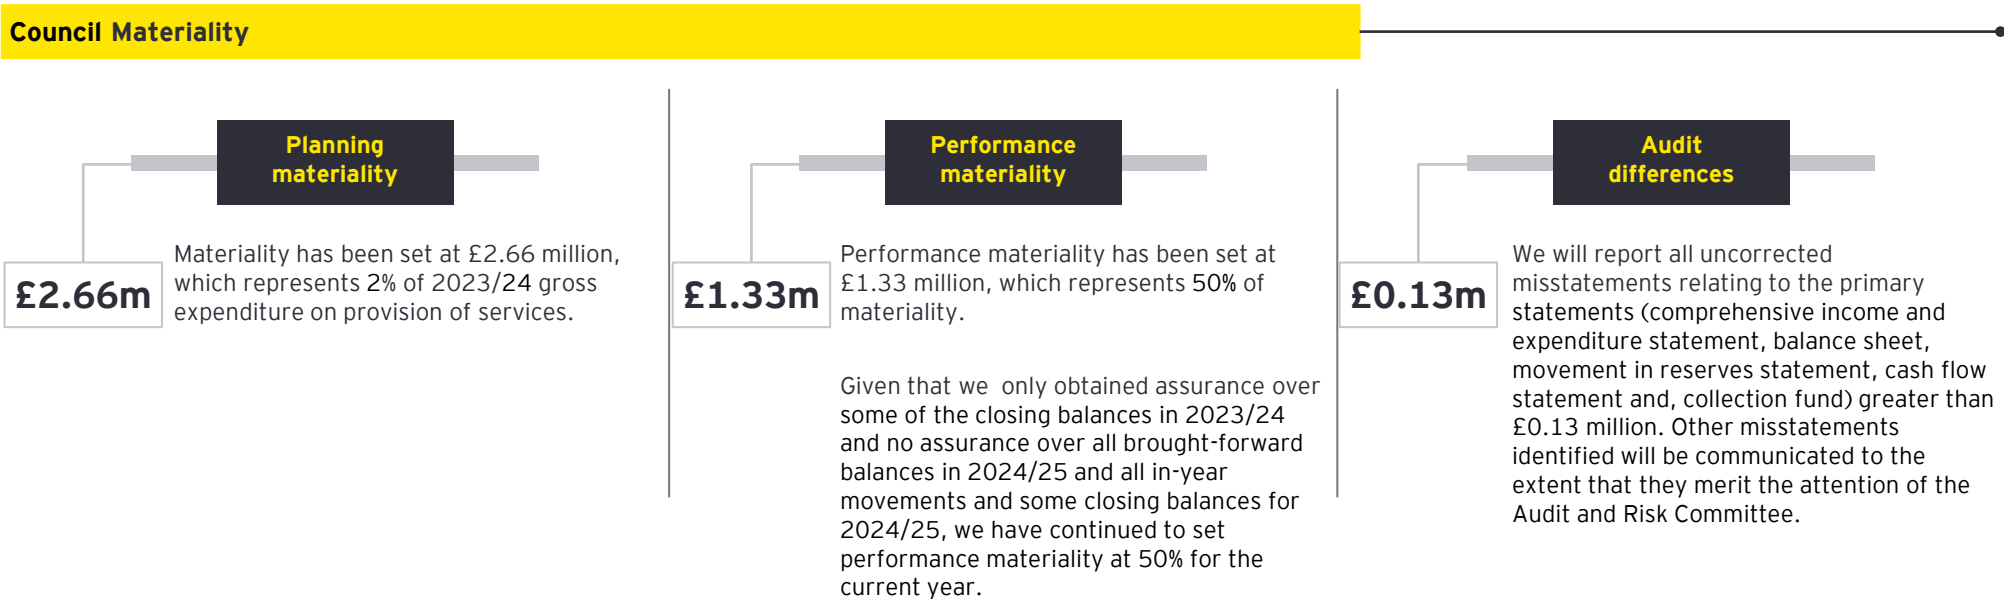 Council Materiality
Planning
materiality
£2.66m
Materiality has been set at £2.66 million,
which represents 2% of 2023/24 gross
expenditure on provision of services.
Performance
materiality
£1.33m
Performance materiality has been set at
£1.33 million, which represents 50% of
materiality.
Given that we only obtained assurance over
some of the closing balances in 2023/24
and no assurance over all brought-forward
balances in 2024/25 and all in-year
movements and some closing balances for
2024/25, we have continued to set
performance materiality at 50% for the
current year.
Audit
differences
£0.13m
We will report all uncorrected
misstatements relating to the primary
statements (comprehensive income and
expenditure statement, balance sheet,
movement in reserves statement, cash flow
statement and, collection fund) greater than
£0.13 million. Other misstatements
identified will be communicated to the
extent that they merit the attention of the
Audit and Risk Committee.